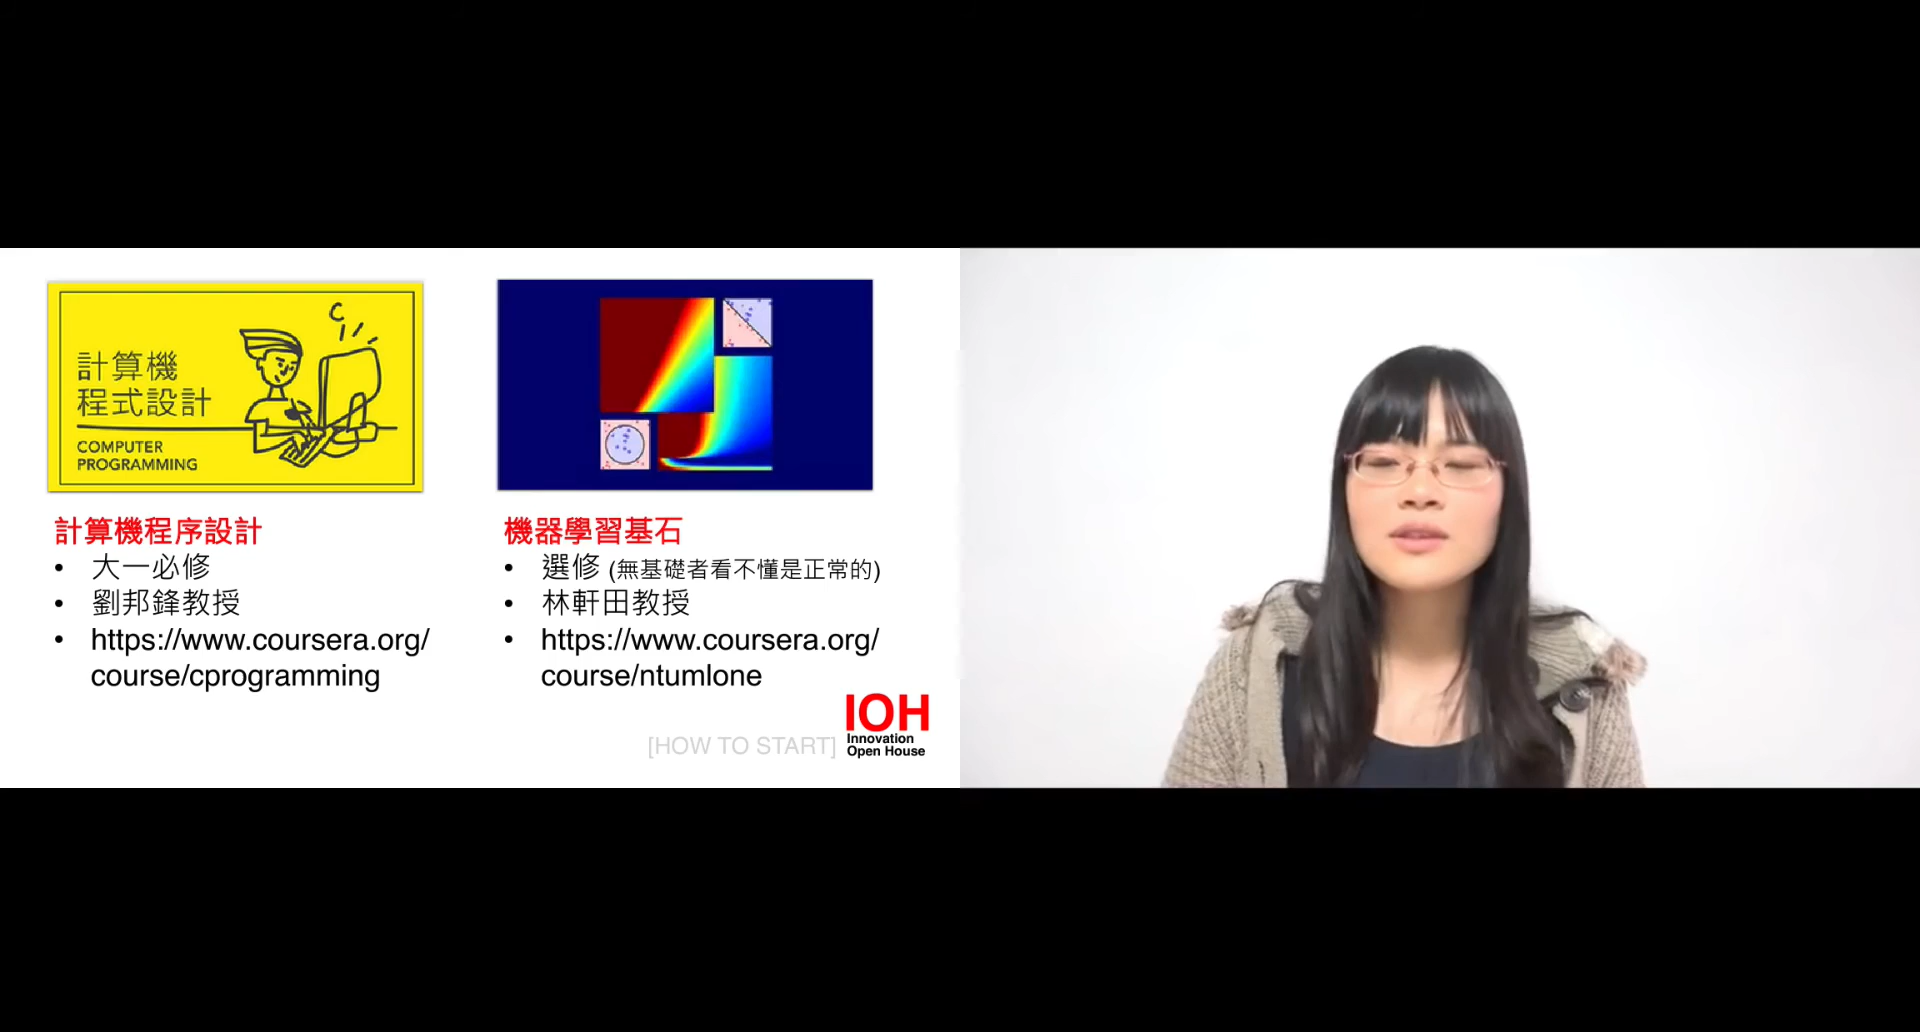 C
計算機
程式設計
COMPUTER
PROGRAMMING
計算機程序設計
• 大一必修
• 劉邦鋒教授
• https://www.coursera.org/
course/cprogramming
機器學習基石
• 選修 (無基礎者看不懂是正常的)
• 林軒田教授
• https://www.coursera.org/
course/ntumlone
[HOW TO START]
IOH
Innovation
Open House